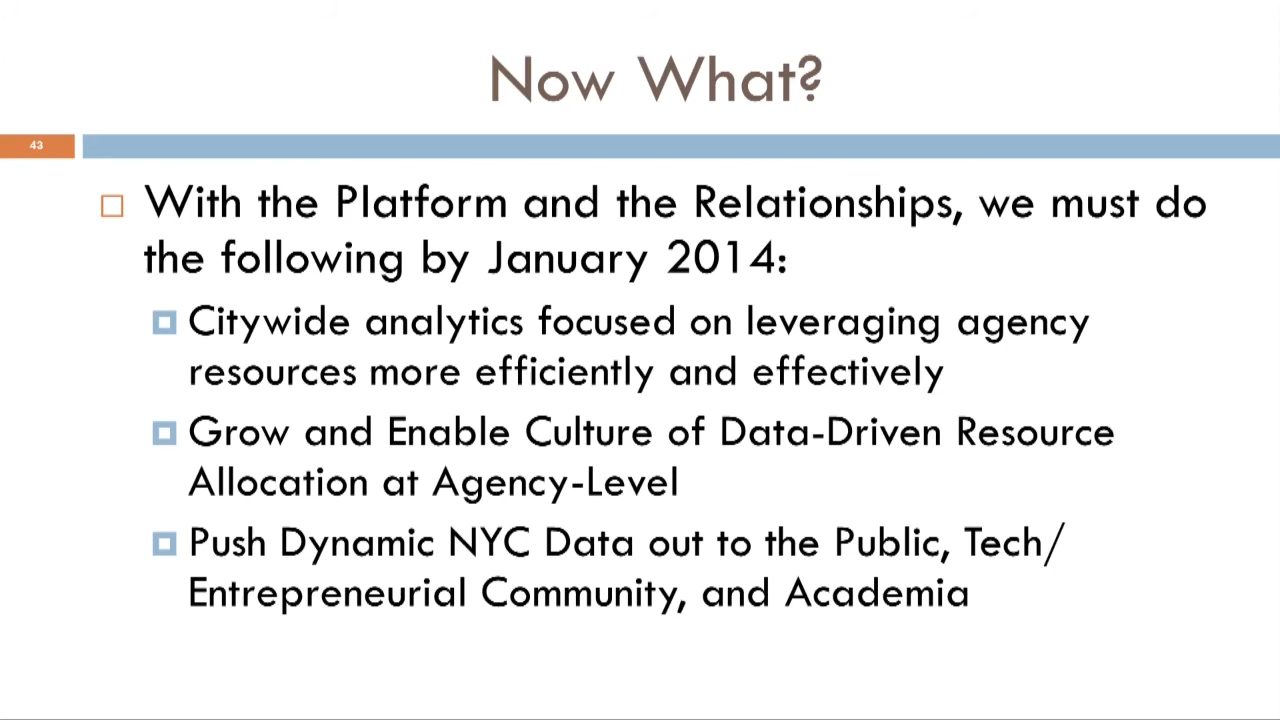 Now What?
43
With the Platform and the Relationships, we must do
the following by January 2014:
Citywide analytics focused on leveraging agency
resources more efficiently and effectively
Grow and Enable Culture of Data-Driven Resource
Allocation at Agency-Level
Push Dynamic NYC Data out to the Public, Tech/
Entrepreneurial Community, and Academia